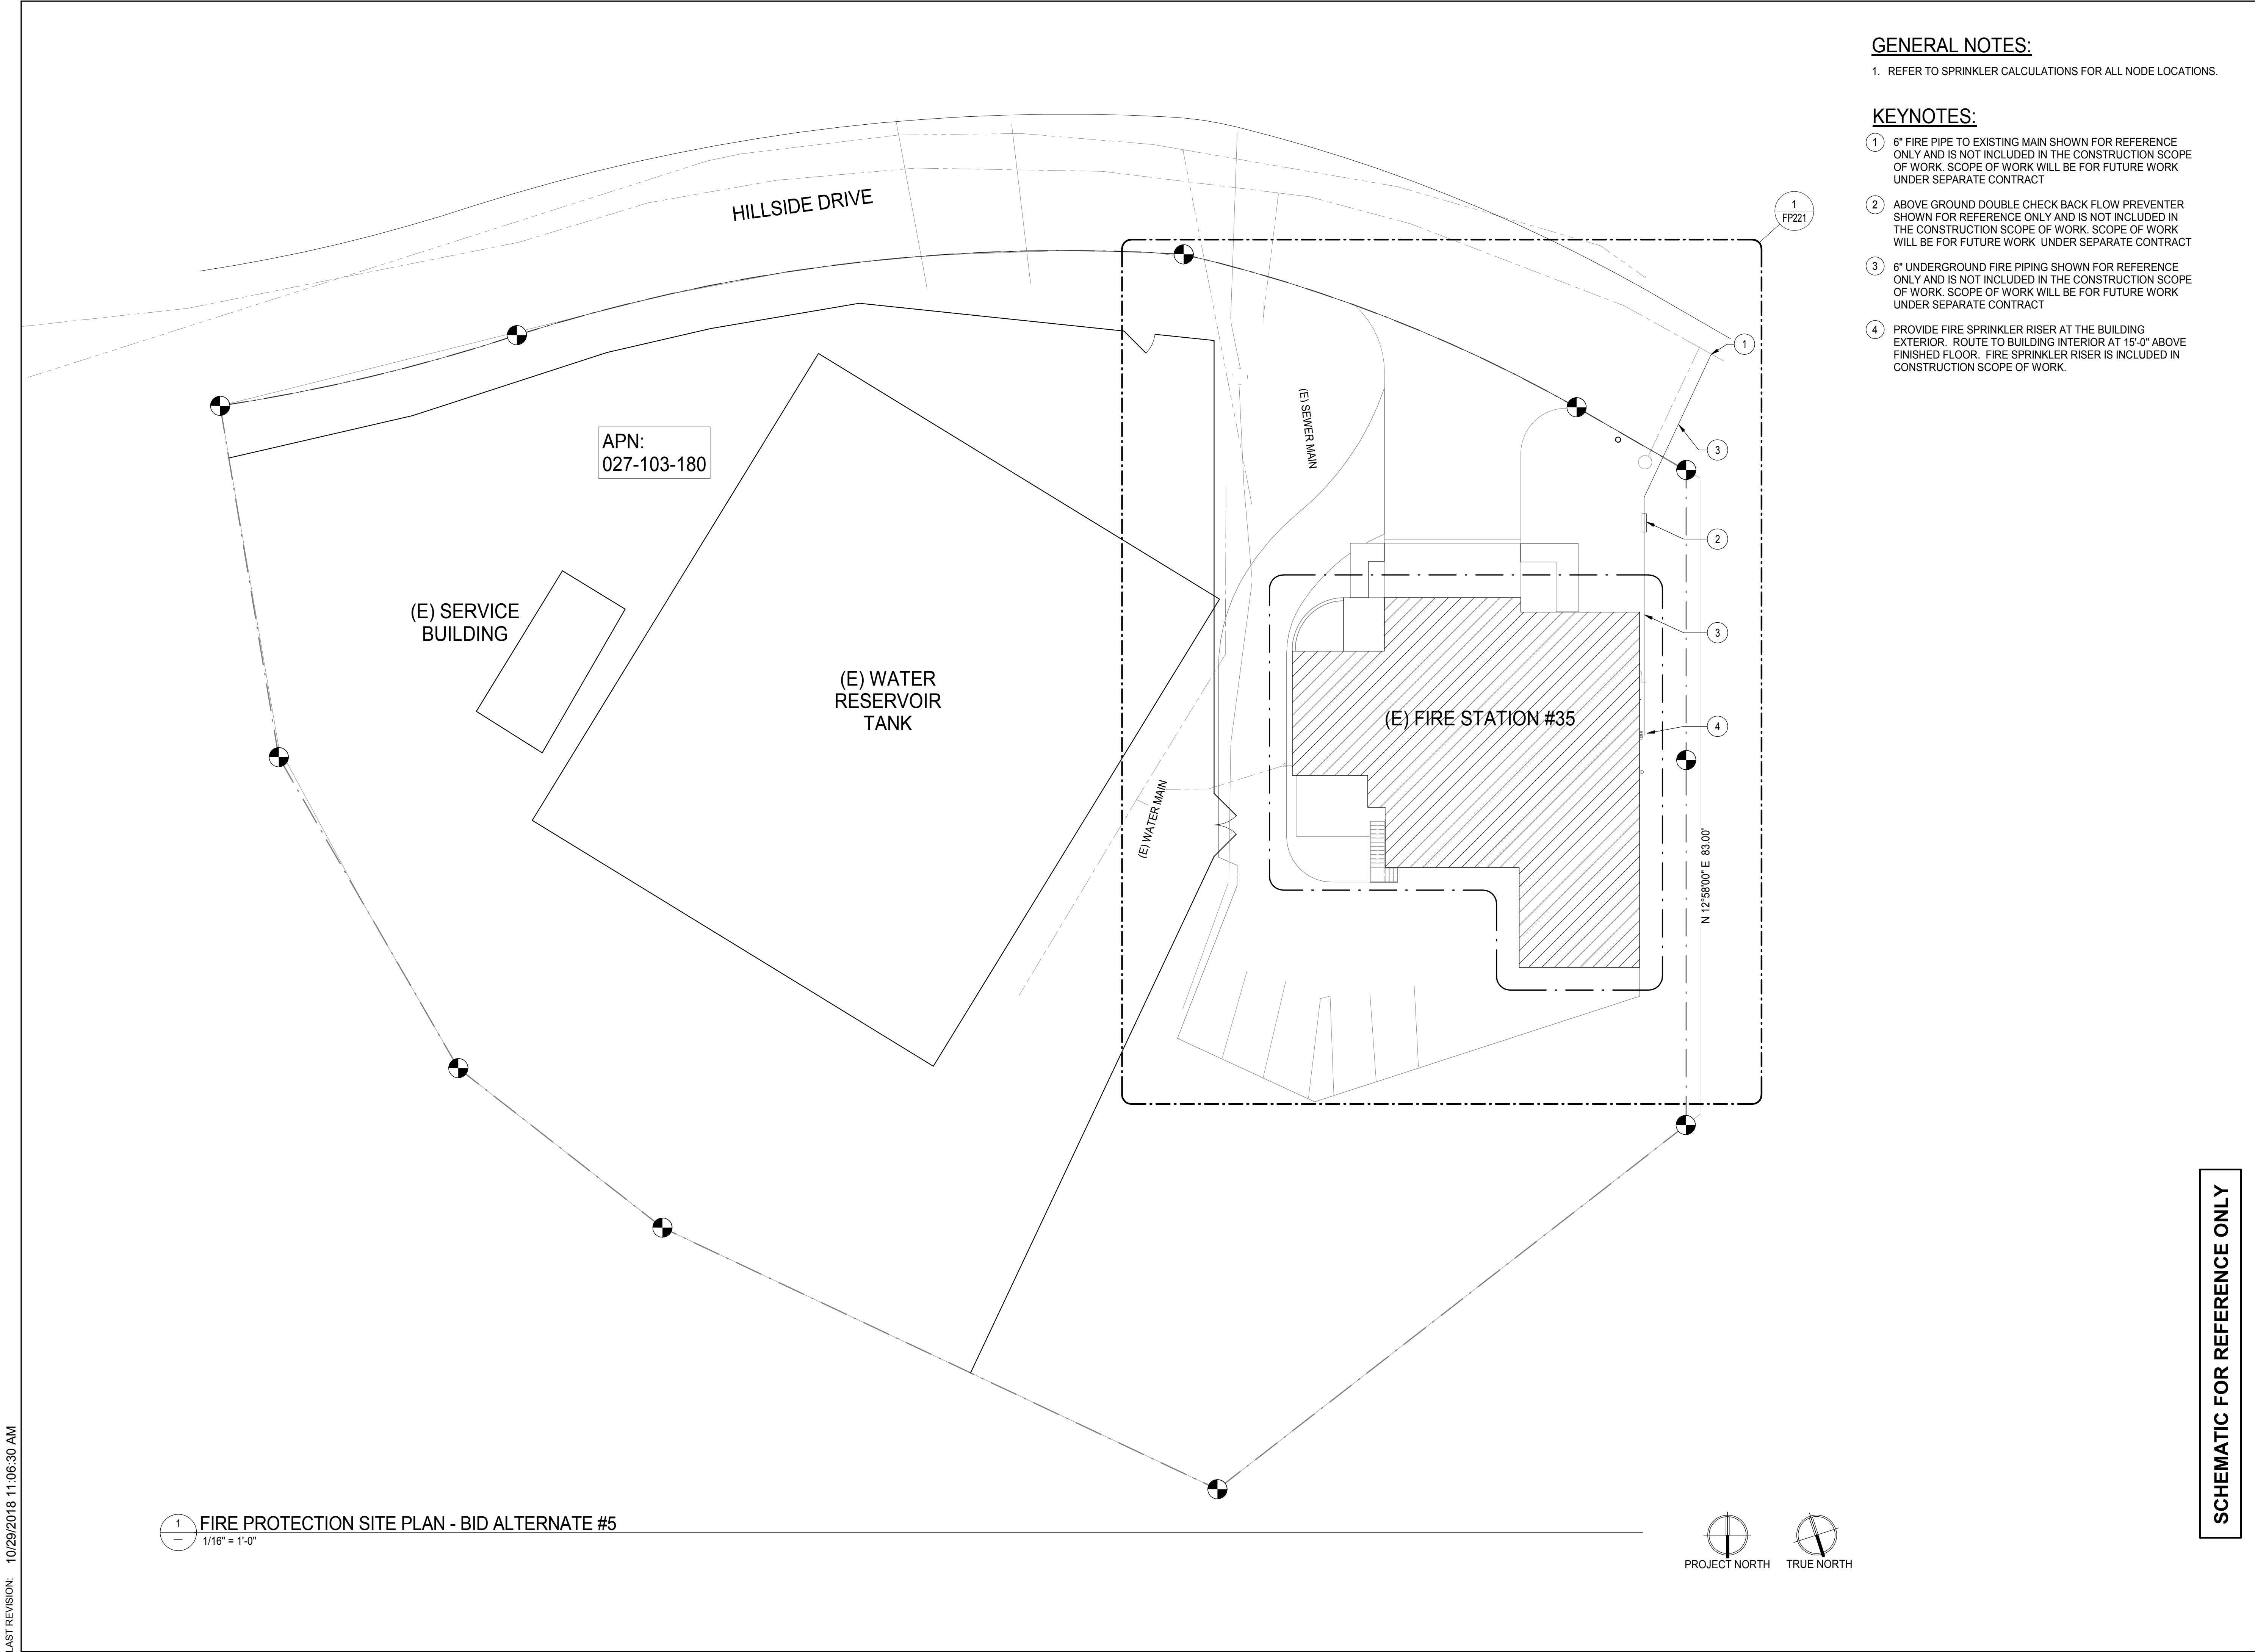 GENERAL NOTES:
1. REFER TO SPRINKLER CALCULATIONS FOR ALL NODE LOCATIONS.
KEYNOTES:
1 6" FIRE PIPE TO EXISTING MAIN SHOWN FOR REFERENCE
ONLY AND IS NOT INCLUDED IN THE CONSTRUCTION SCOPE
OF WORK. SCOPE OF WORK WILL BE FOR FUTURE WORK
UNDER SEPARATE CONTRACT
2 ABOVE GROUND DOUBLE CHECK BACK FLOW PREVENTER
SHOWN FOR REFERENCE ONLY AND IS NOT INCLUDED IN
THE CONSTRUCTION SCOPE OF WORK. SCOPE OF WORK
WILL BE FOR FUTURE WORK UNDER SEPARATE CONTRACT
3 6" UNDERGROUND FIRE PIPING SHOWN FOR REFERENCE
ONLY AND IS NOT INCLUDED IN THE CONSTRUCTION SCOPE
OF WORK. SCOPE OF WORK WILL BE FOR FUTURE WORK
UNDER SEPARATE CONTRACT
4 PROVIDE FIRE SPRINKLER RISER AT THE BUILDING
EXTERIOR. ROUTE TO BUILDING INTERIOR AT 15'-0" ABOVE
FINISHED FLOOR. FIRE SPRINKLER RISER IS INCLUDED IN
CONSTRUCTION SCOPE OF WORK.
HILLSIDE DRIVE
1
FP221
1
APN:
027-103-180
(E) SEWER MAIN
3
2
(E) SERVICE
BUILDING
3
(E) WATER
RESERVOIR
TANK
(E) FIRE STATION #35
4
(E) WATER MAIN
N 12°58'00" E 83.00'
SCHEMATIC FOR REFERENCE ONLY
1
—
FIRE PROTECTION SITE PLAN - BID ALTERNATE #5
1/16" = 1'-0"
PROJECT NORTH
TRUE NORTH
LAST REVISION: 10/29/2018 11:06:30 AM